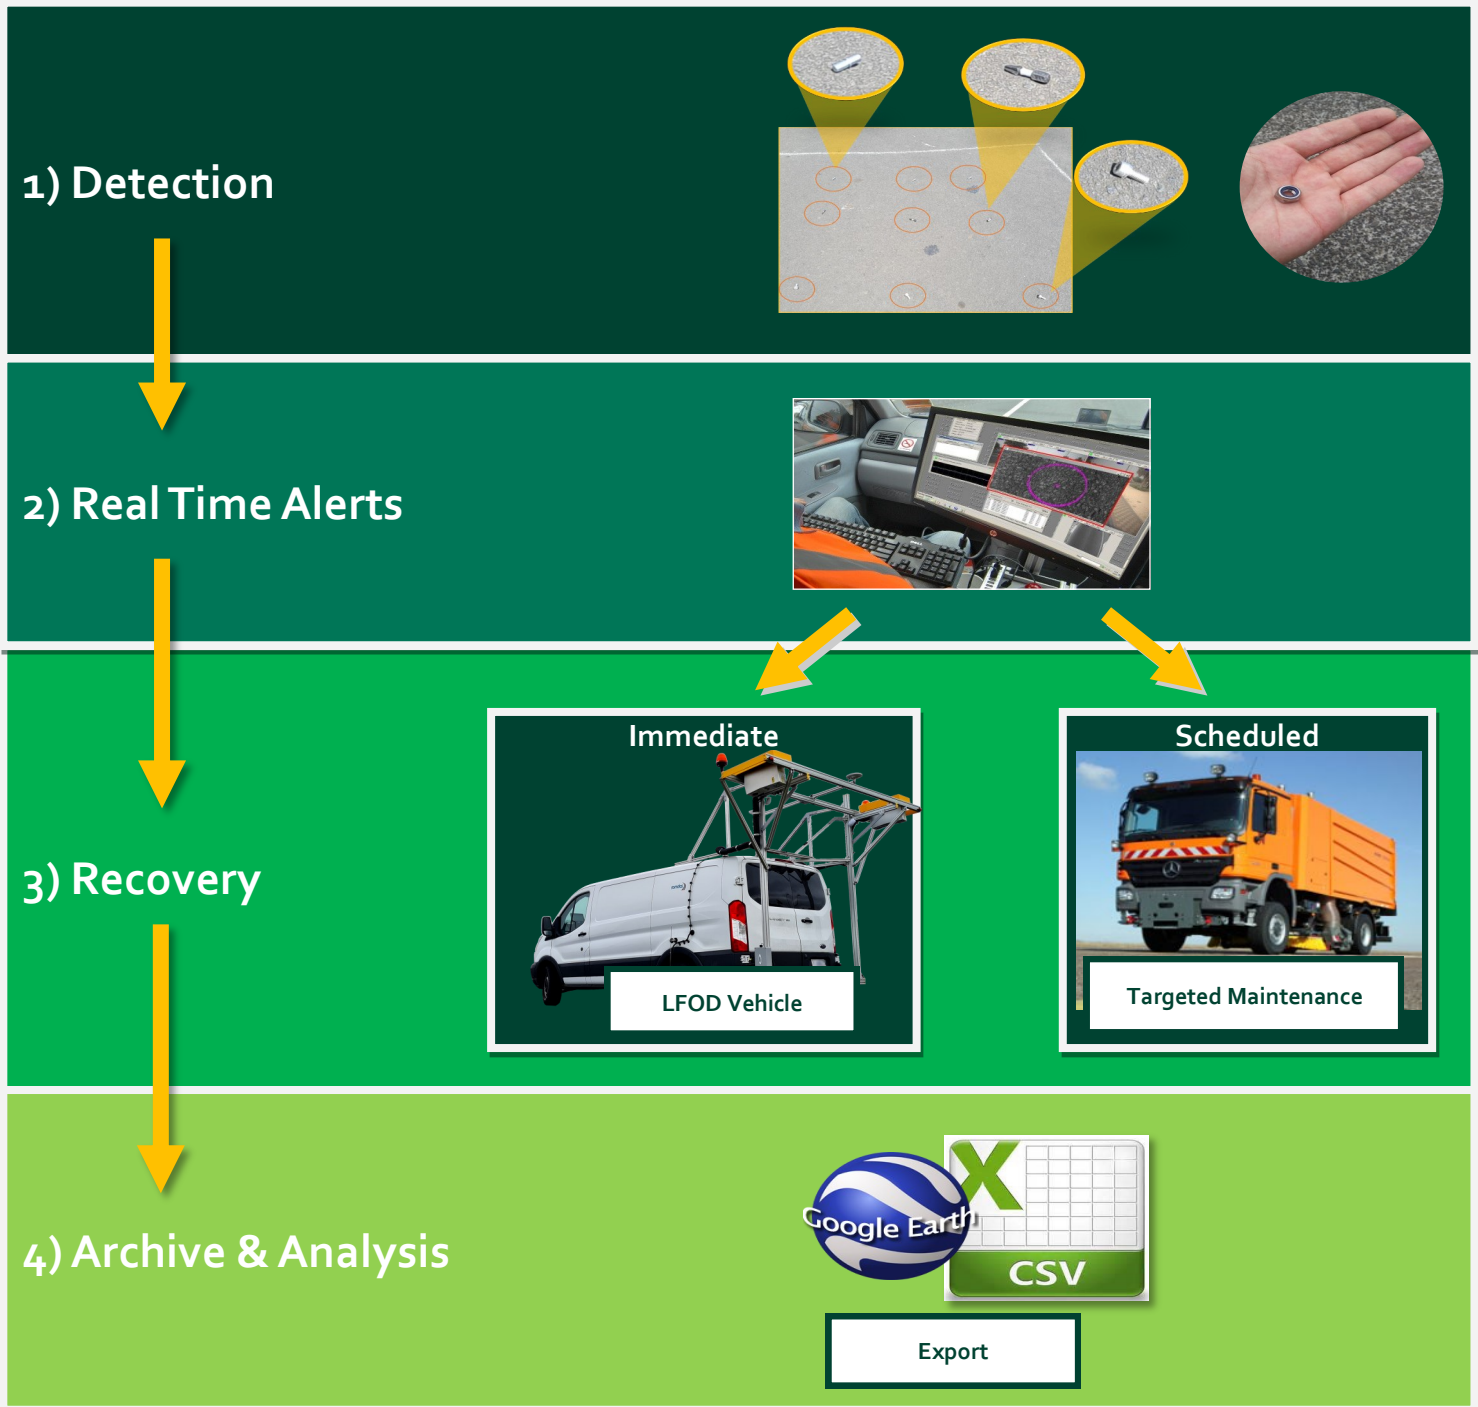 1) Detection
2) Real Time Alerts
Immediate
Scheduled
3) Recovery
LFOD Vehicle
Targeted Maintenance
4) Archive & Analysis
Google Earth
X
CSV
Export